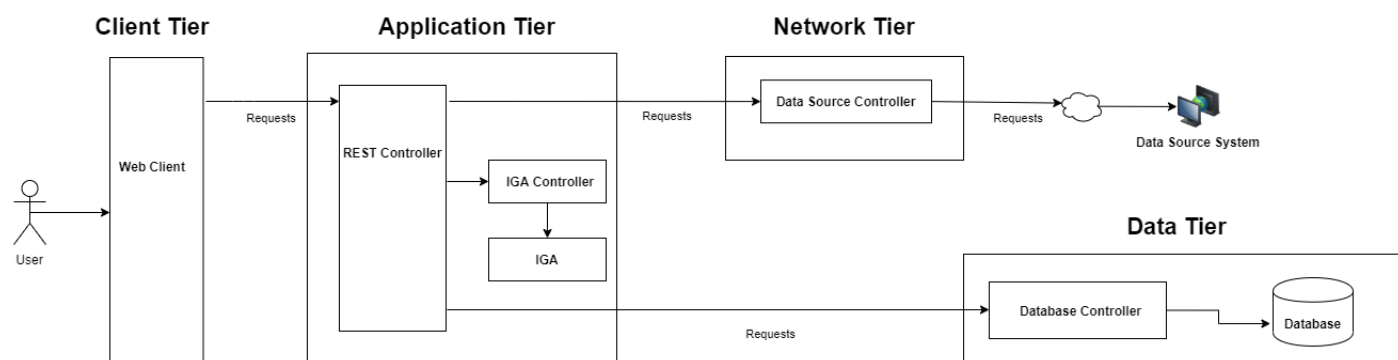 Client Tier
Application Tier
Network Tier
Data Source Controller
Requests
Requests
Requests
Data Source System
REST Controller
Web Client
IGA Controller
Data Tier
User
IGA
Database Controller
Database
Requests